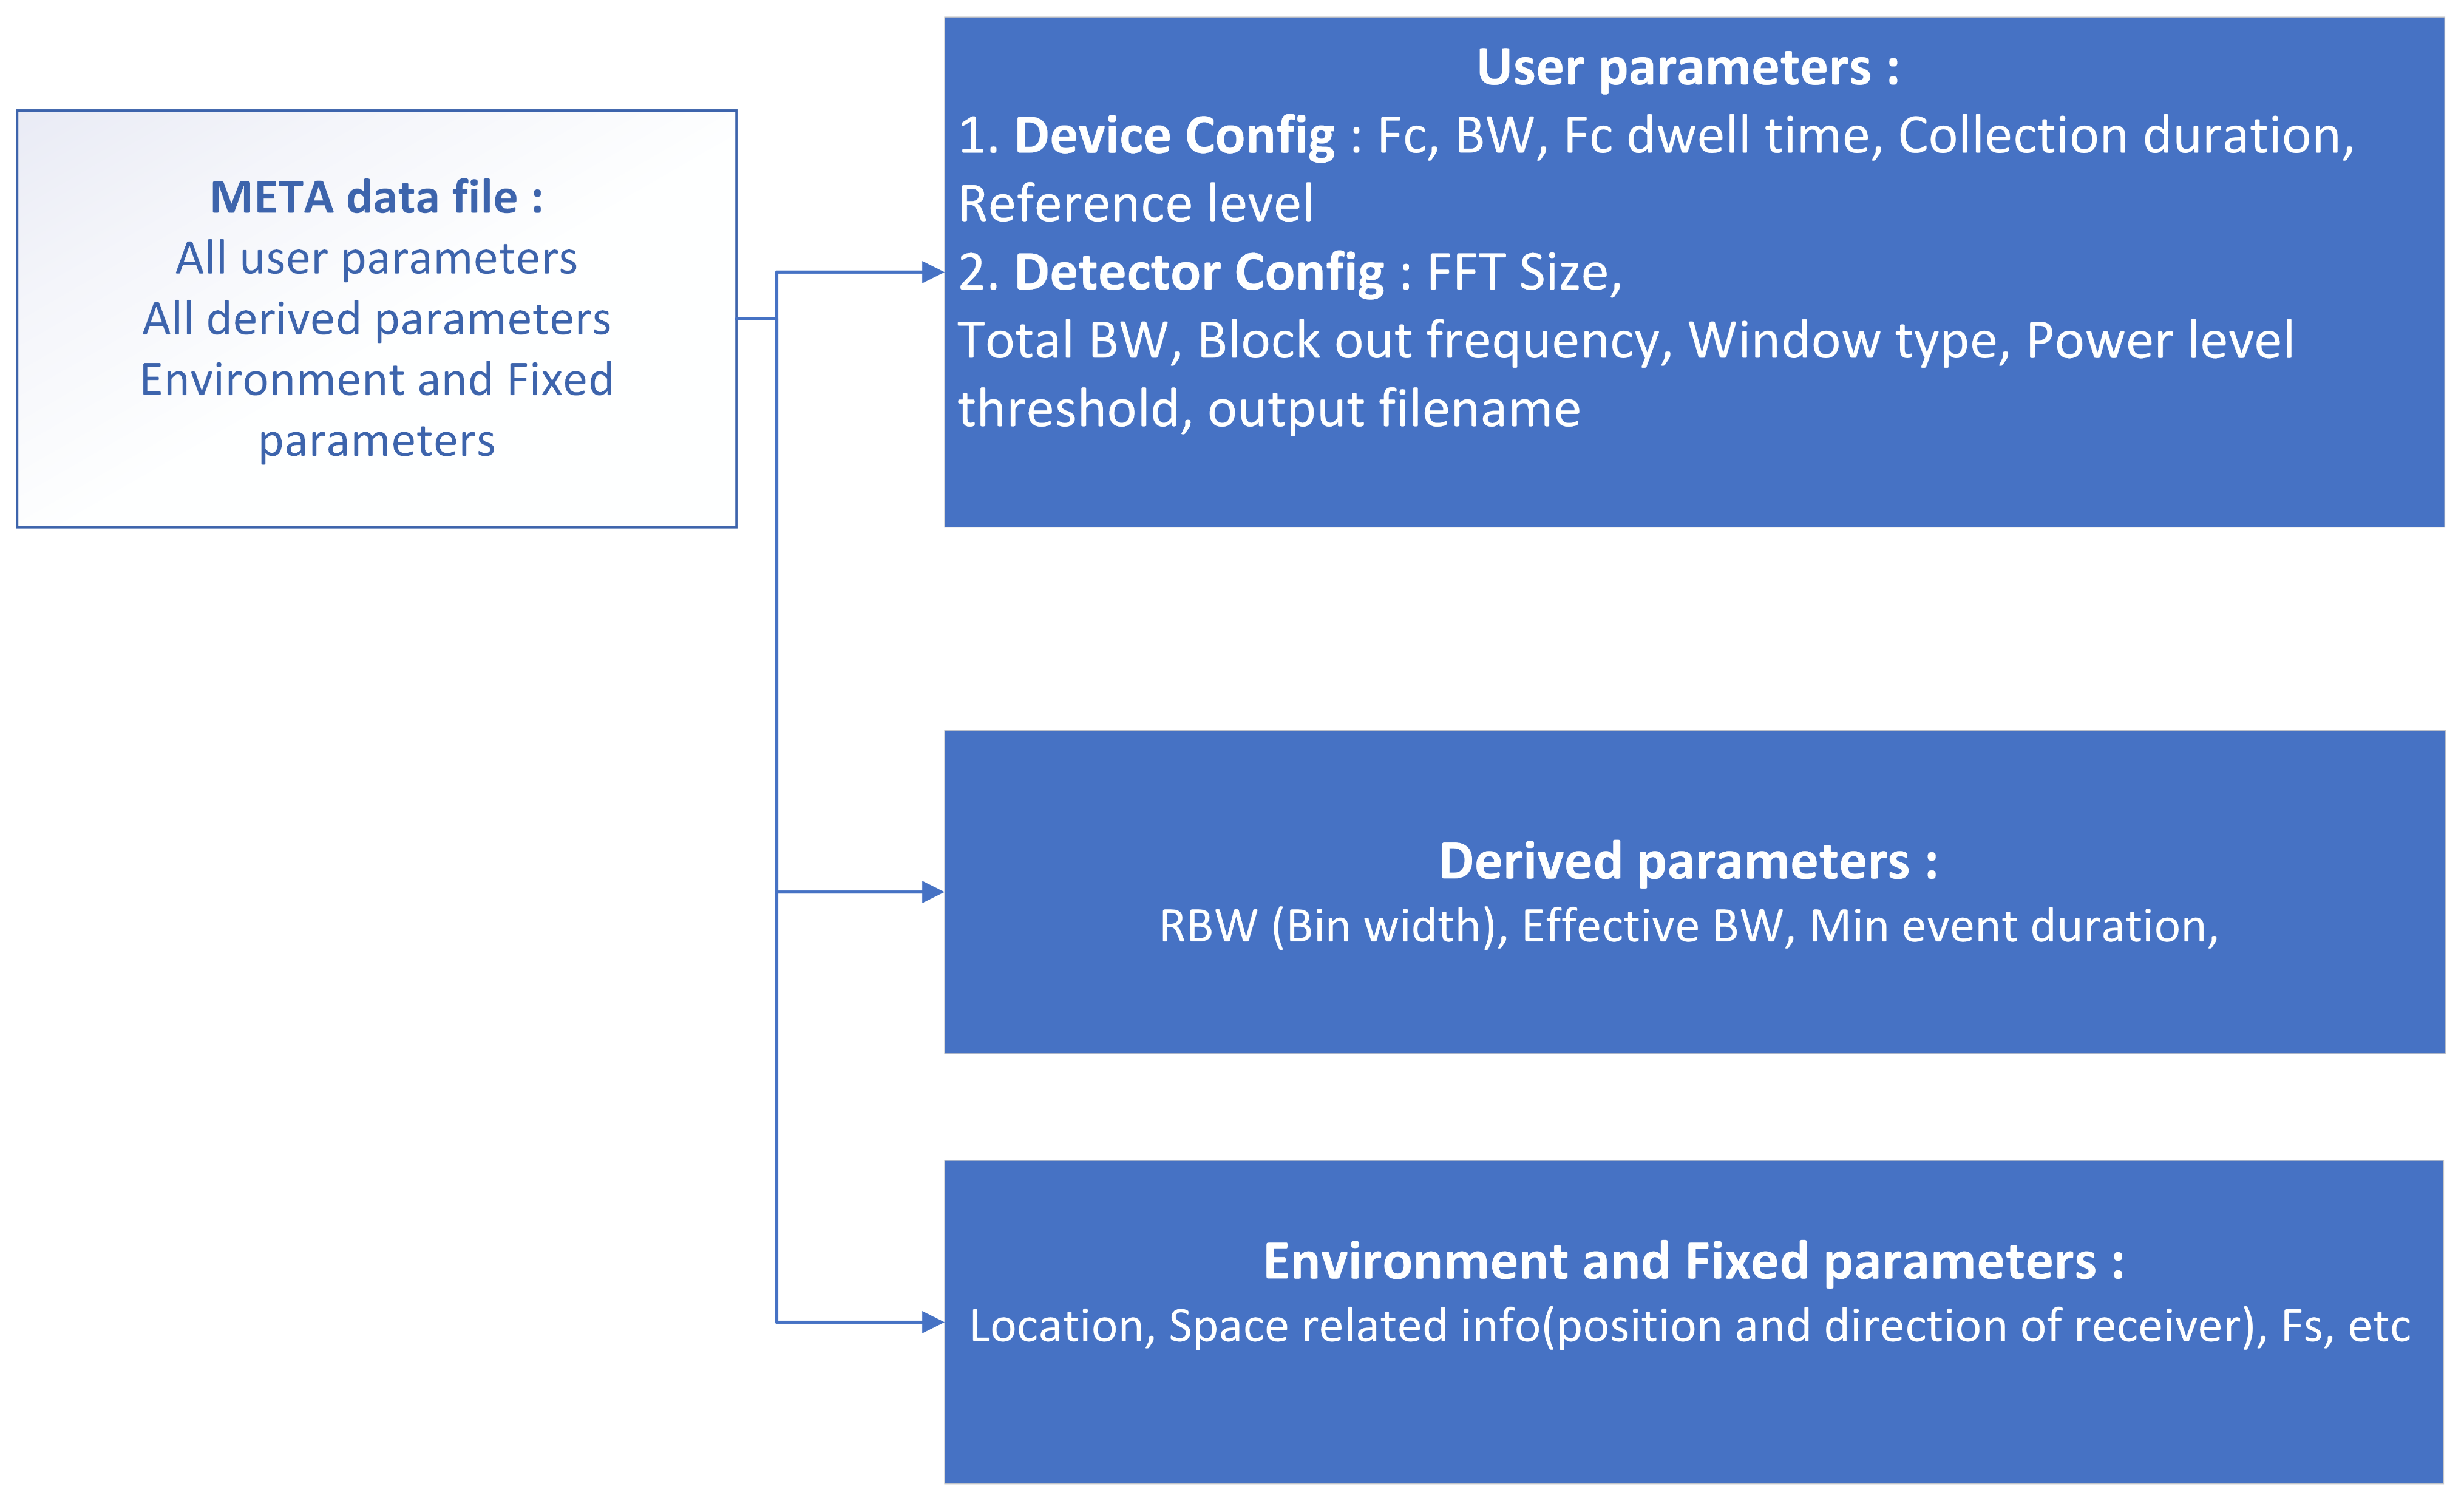 META data file :
All user parameters
All derived parameters
Environment and Fixed
parameters
User parameters :
1. Device Config : Fc, BW, Fc dwell time, Collection duration,
Reference level
2. Detector Config : FFT Size,
Total BW, Block out frequency, Window type, Power level
threshold, output filename
Derived parameters :
RBW (Bin width), Effective BW, Min event duration,
Environment and Fixed parameters :
Location, Space related info(position and direction of receiver), Fs, etc